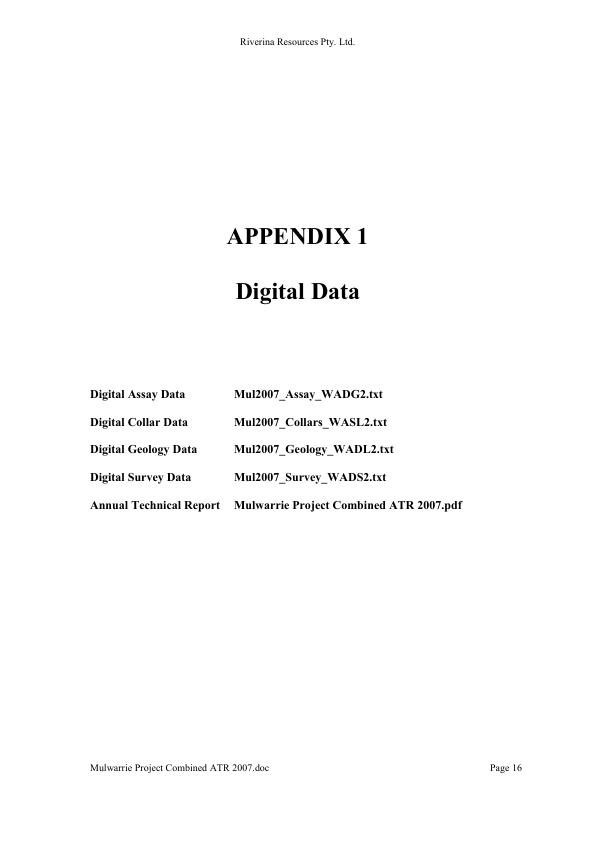 Riverina Resources Pty. Ltd.
APPENDIX 1
Digital Data
Digital Assay Data Mul2007_Assay_WADG2.txt
Digital Collar Data Mul2007_Collars_WASL2.txt
Digital Geology Data Mul2007_Geology_WADL2.txt
Digital Survey Data Mul2007_Survey_WADS2.txt
Annual Technical Report Mulwarrie Project Combined ATR 2007.pdf
Mulwarrie Project Combined ATR 2007.doc Page 16